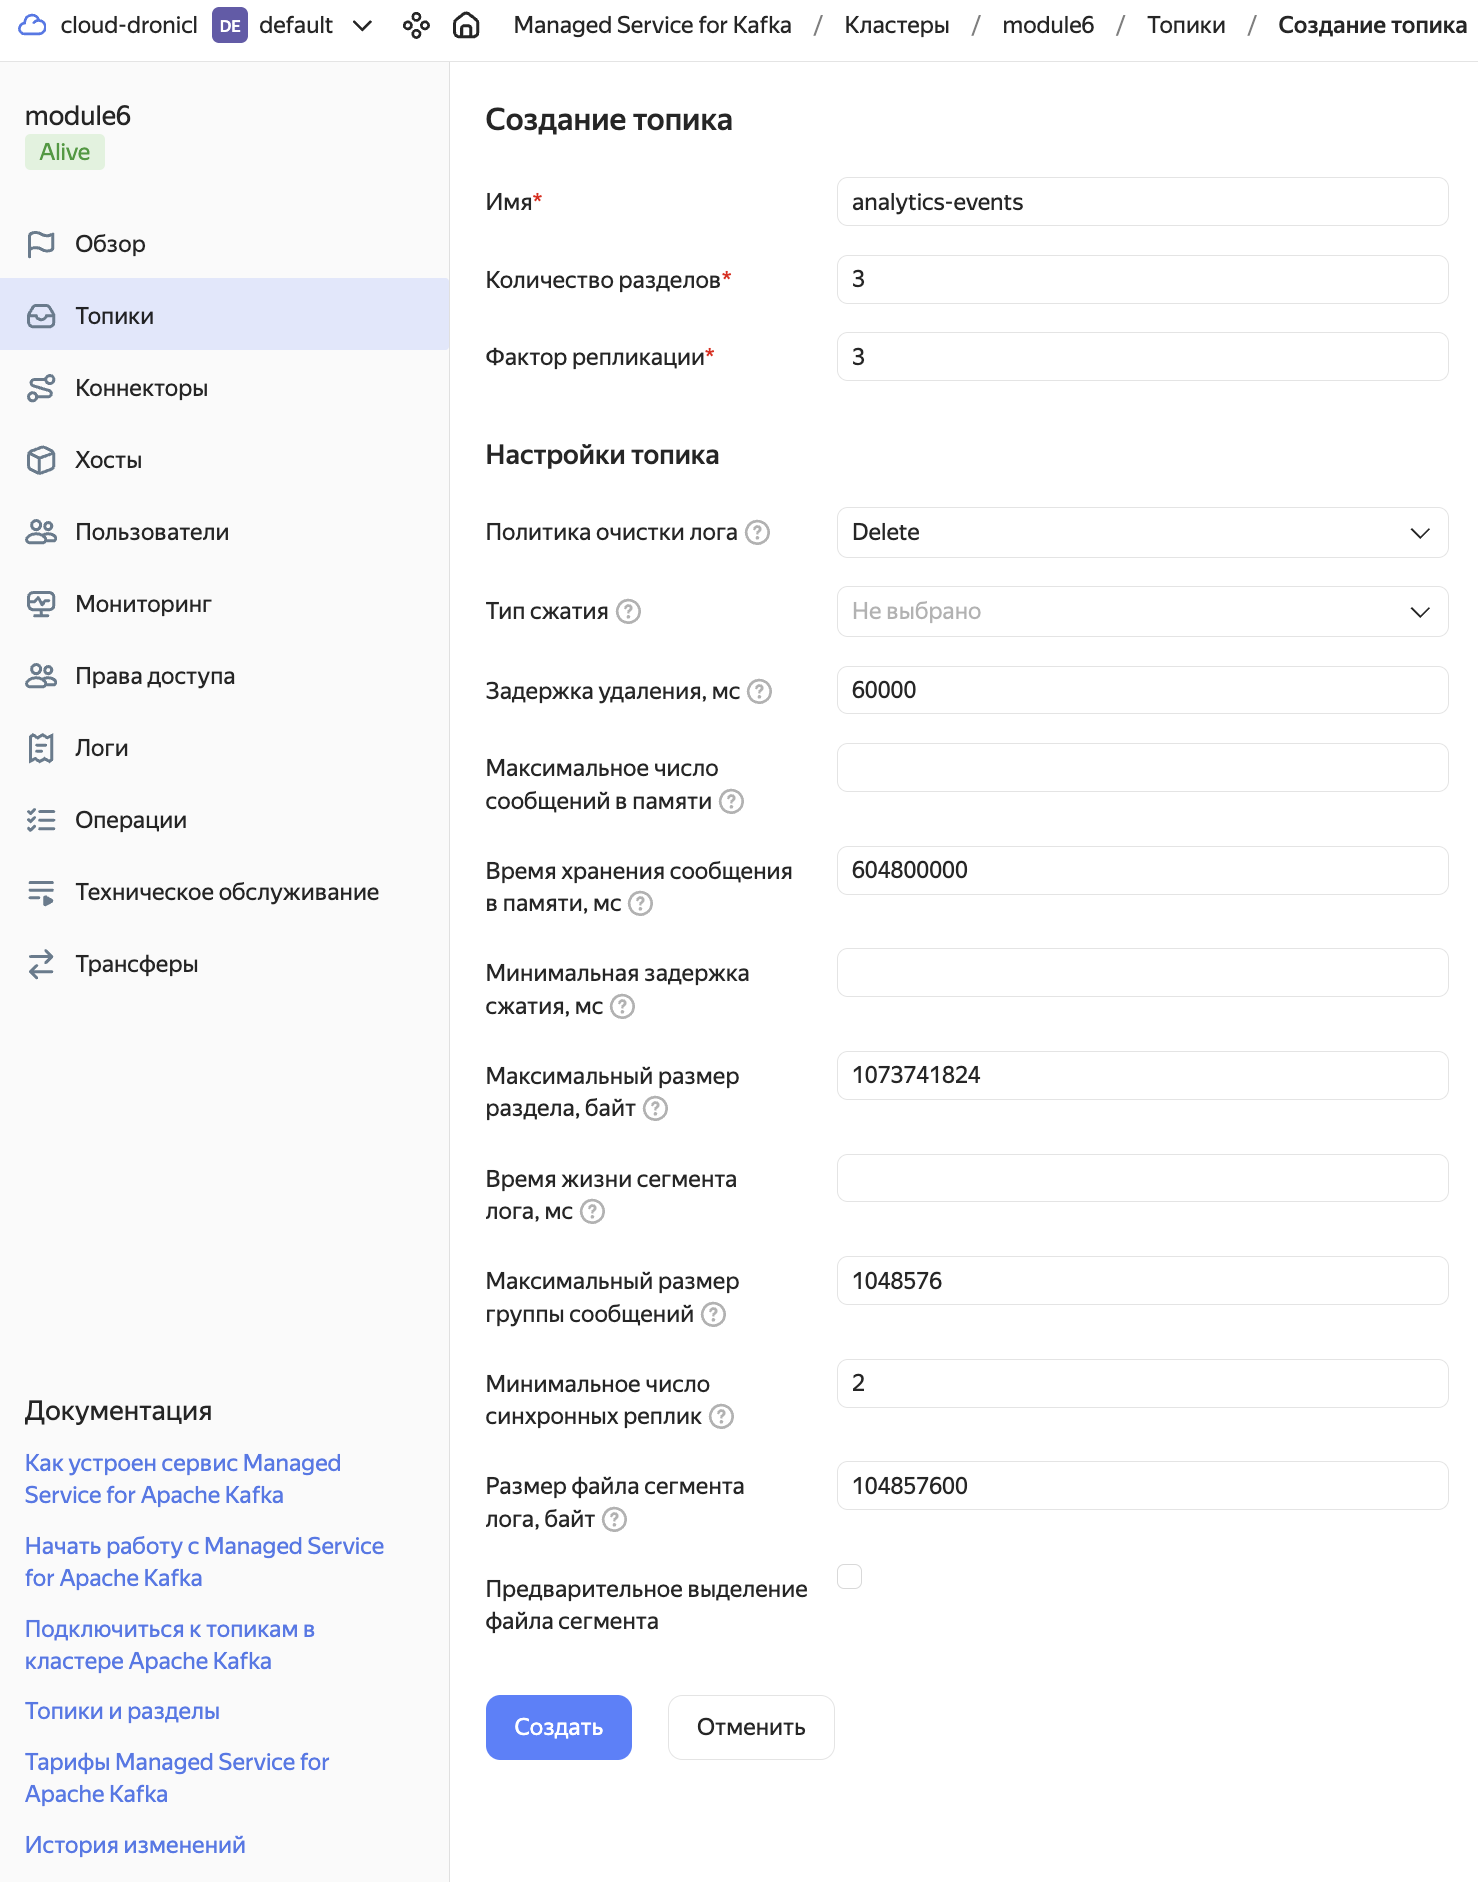 cloud-dronicl DE default Managed Service for Kafka / Кластеры / module6 / Топики / Создание топика
module6
Alive
Обзор
Топики
Коннекторы
Хосты
Пользователи
Мониторинг
Права доступа
Логи
Операции
Техническое обслуживание
Трансферы
Документация
Как устроен сервис Managed
Service for Apache Kafka
Начать работу с Managed Service
for Apache Kafka
Подключиться к топикам в
кластере Apache Kafka
Топики и разделы
Тарифы Managed Service for
Apache Kafka
История изменений
Создание топика
Имя* analytics-events
Количество разделов* 3
Фактор репликации* 3
Настройки топика
Политика очистки лога ? Delete
Тип сжатия ? Не выбрано
Задержка удаления, мс ? 60000
Максимальное число
сообщений в памяти ?
Время хранения сообщения 604800000
в памяти, мс ?
Минимальная задержка
сжатия, мс ?
Максимальный размер 1073741824
раздела, байт ?
Время жизни сегмента
лога, мс ?
Максимальный размер 1048576
группы сообщений ?
Минимальное число 2
синхронных реплик ?
Размер файла сегмента 104857600
лога, байт ?
Предварительное выделение
файла сегмента
Создать Отменить